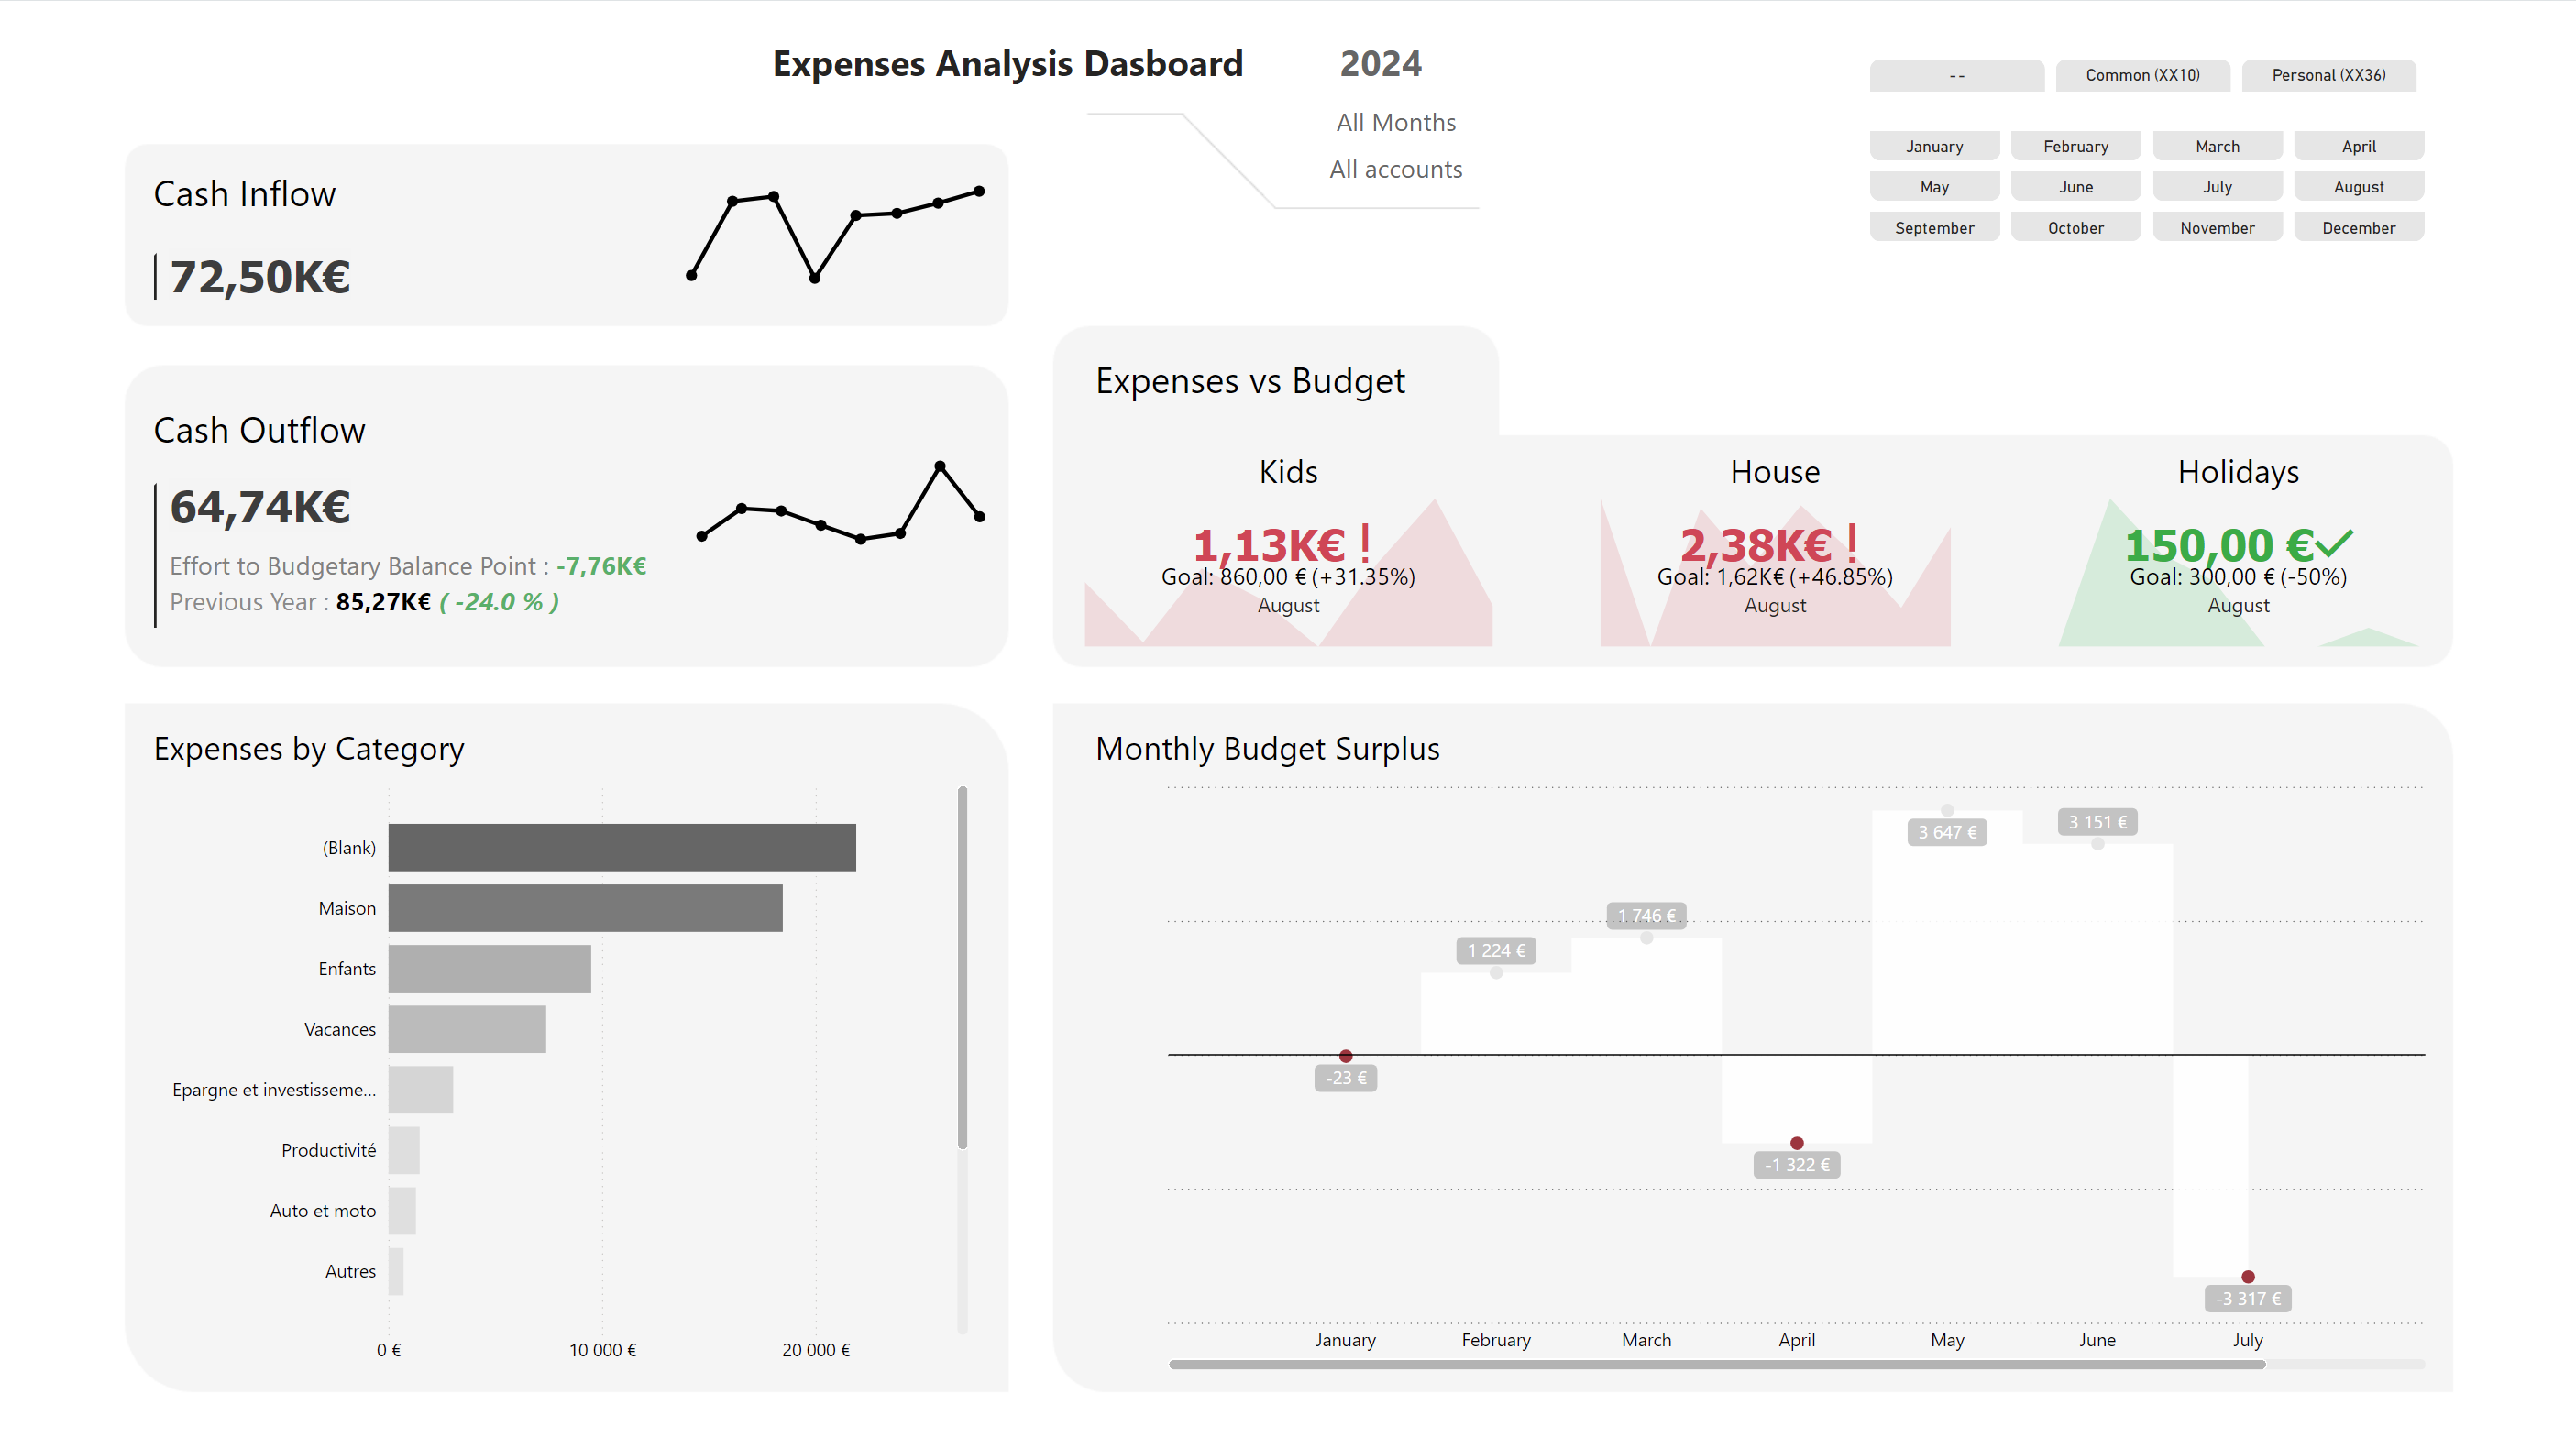 Expenses Analysis Dasboard
2024
All Months
All accounts
--
Common (XX10)
Personal (XX36)
January
February
March
April
May
June
July
August
September
October
November
December
Cash Inflow
72,50K€
Cash Outflow
64,74K€
Effort to Budgetary Balance Point : -7,76K€
Previous Year : 85,27K€ ( -24.0 % )
Expenses vs Budget
Kids
1,13K€ !
Goal: 860,00 € (+31.35%)
August
House
2,38K€ !
Goal: 1,62K€ (+46.85%)
August
Holidays
150,00 €
Goal: 300,00 € (-50%)
August
Expenses by Category
(Blank)
Maison
Enfants
Vacances
Epargne et investisseme...
Productivité
Auto et moto
Autres
0 €
10 000 €
20 000 €
Monthly Budget Surplus
-23 €
1 224 €
1 746 €
-1 322 €
3 647 €
3 151 €
-3 317 €
January
February
March
April
May
June
July